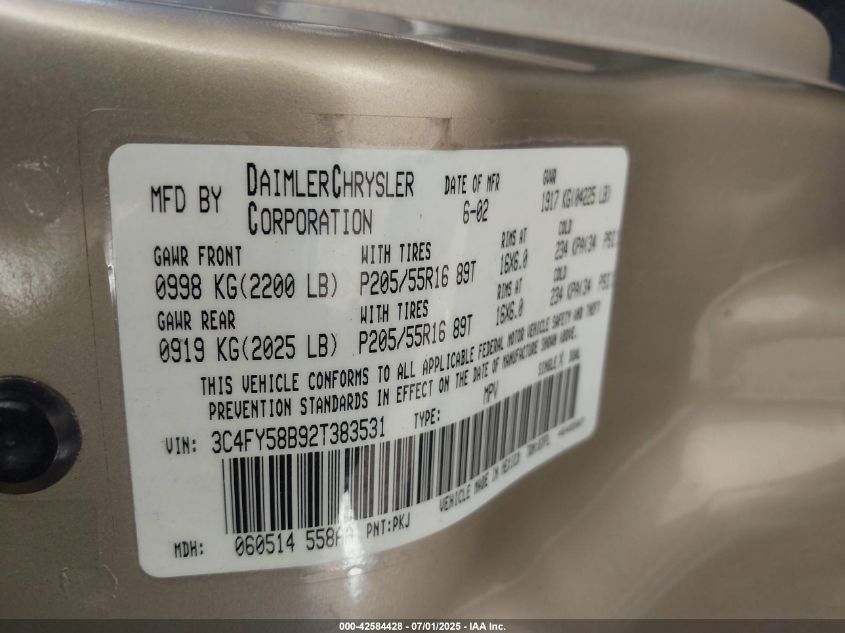 MFD BY DAIMLERCHRYSLER CORPORATION
DATE OF MFR 6-02
GVWR 1917 KG(04225 LB)
GAWR FRONT WITH TIRES RIMS AT COLD
0998 KG(2200 LB) P205/55R16 89T 16X6.0 234 KPA(34 PSI)
GAWR REAR WITH TIRES RIMS AT COLD
0919 KG(2025 LB) P205/55R16 89T 16X6.0 234 KPA(34 PSI)
THIS VEHICLE CONFORMS TO ALL APPLICABLE FEDERAL MOTOR VEHICLE SAFETY AND THEFT
PREVENTION STANDARDS IN EFFECT ON THE DATE OF MANUFACTURE SHOWN ABOVE.
VIN: 3C4FY58B92T383531 TYPE: MPV SINGLE X DUAL
VEHICLE MADE IN MEXICO
MDH: 060514 558AA PNT:PKJ
000-42584428 - 07/01/2025 - IAA Inc.